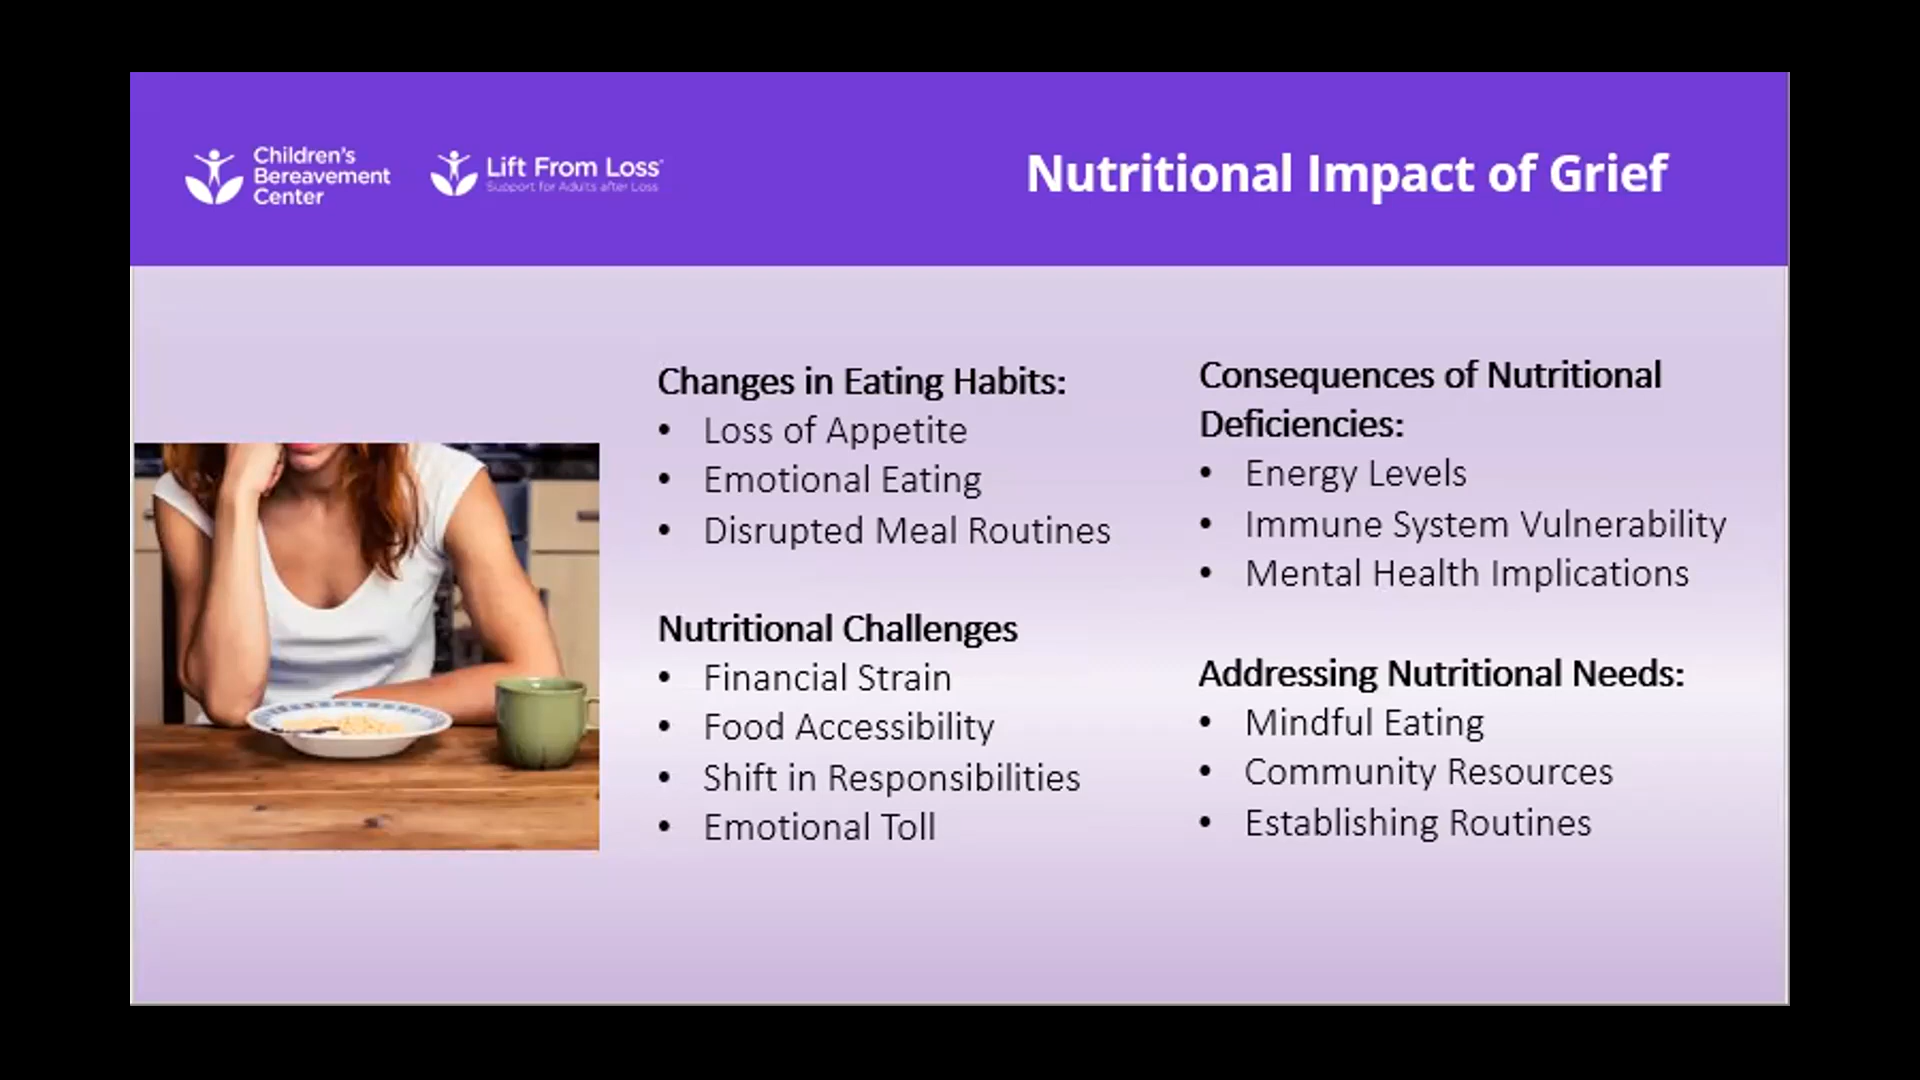 Children's
Bereavement
Center
Lift From Loss
Support for Adults after Loss
Nutritional Impact of Grief
Changes in Eating Habits:
• Loss of Appetite
• Emotional Eating
• Disrupted Meal Routines
Nutritional Challenges
• Financial Strain
• Food Accessibility
• Shift in Responsibilities
• Emotional Toll
Consequences of Nutritional
Deficiencies:
• Energy Levels
• Immune System Vulnerability
• Mental Health Implications
Addressing Nutritional Needs:
• Mindful Eating
• Community Resources
• Establishing Routines